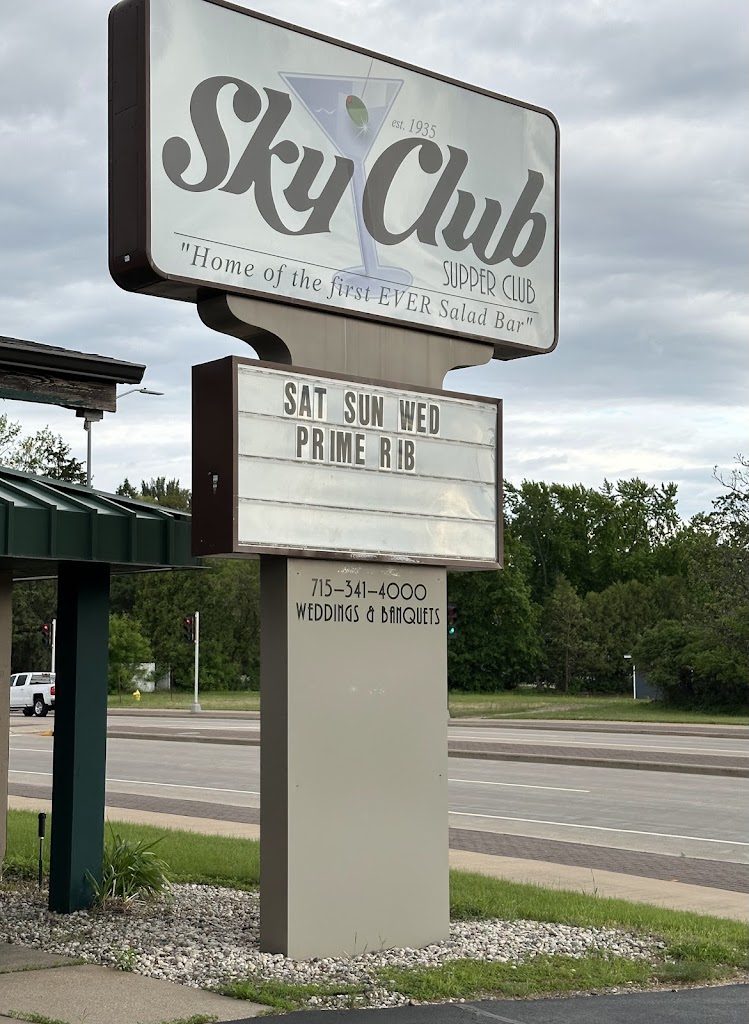 est. 1935
Sky Club
SUPPER CLUB
"Home of the first EVER Salad Bar"
SAT SUN WED
PRIME RIB
715-341-4000
WEDDINGS & BANQUETS